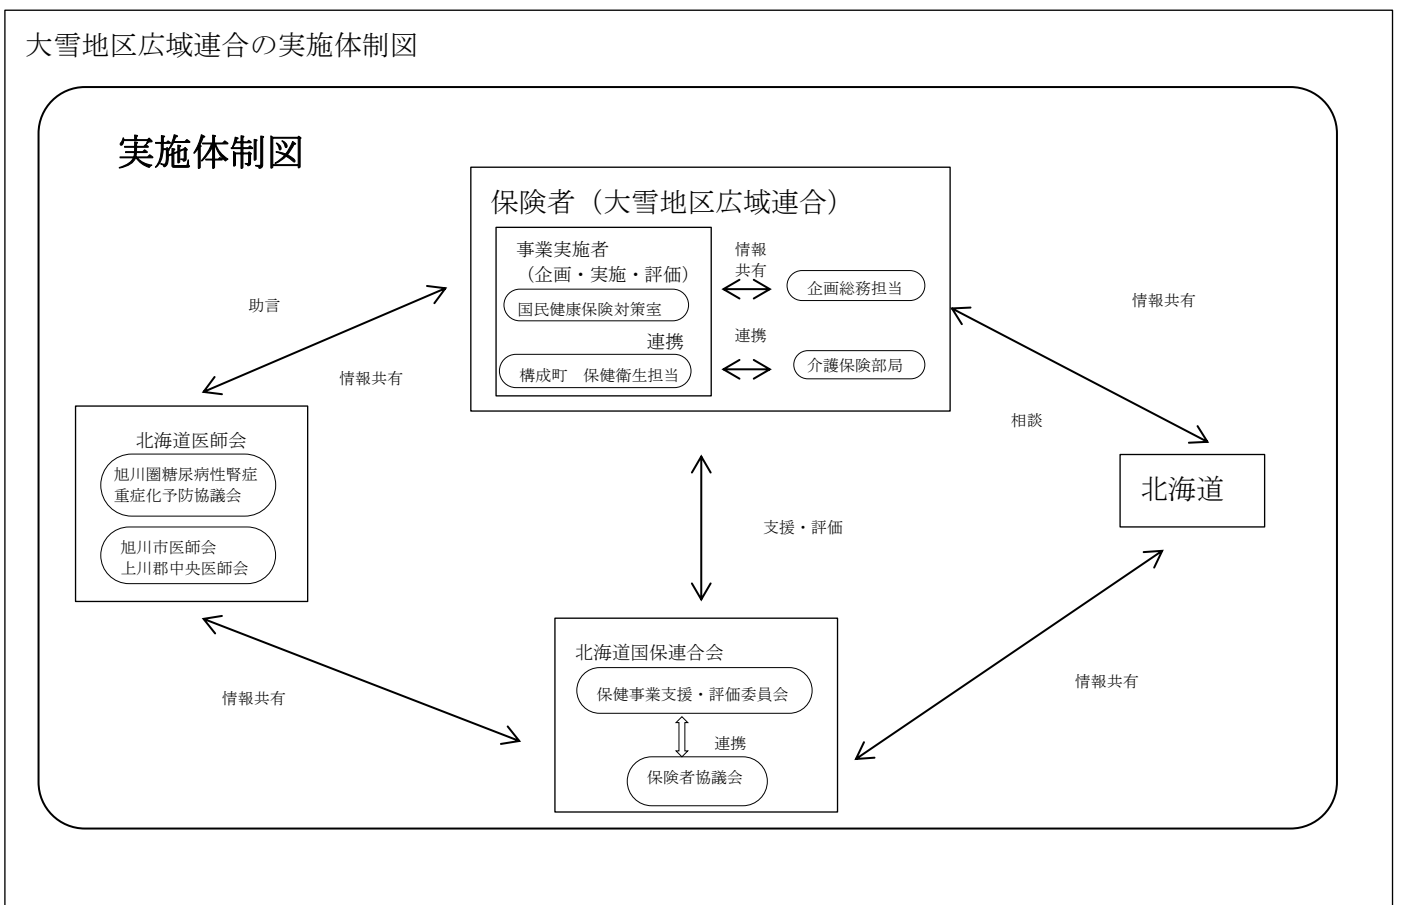 大雪地区広域連合の実施体制図
実施体制図
保険者（大雪地区広域連合）
事業実施者
（企画・実施・評価）
国民健康保険対策室
連携
構成町　保健衛生担当
情報
共有
企画総務担当
連携
介護保険部局
助言
情報共有
情報共有
相談
北海道医師会
旭川圏糖尿病性腎症
重症化予防協議会
旭川市医師会
上川郡中央医師会
北海道
支援・評価
北海道国保連合会
保健事業支援・評価委員会
連携
保険者協議会
情報共有
情報共有